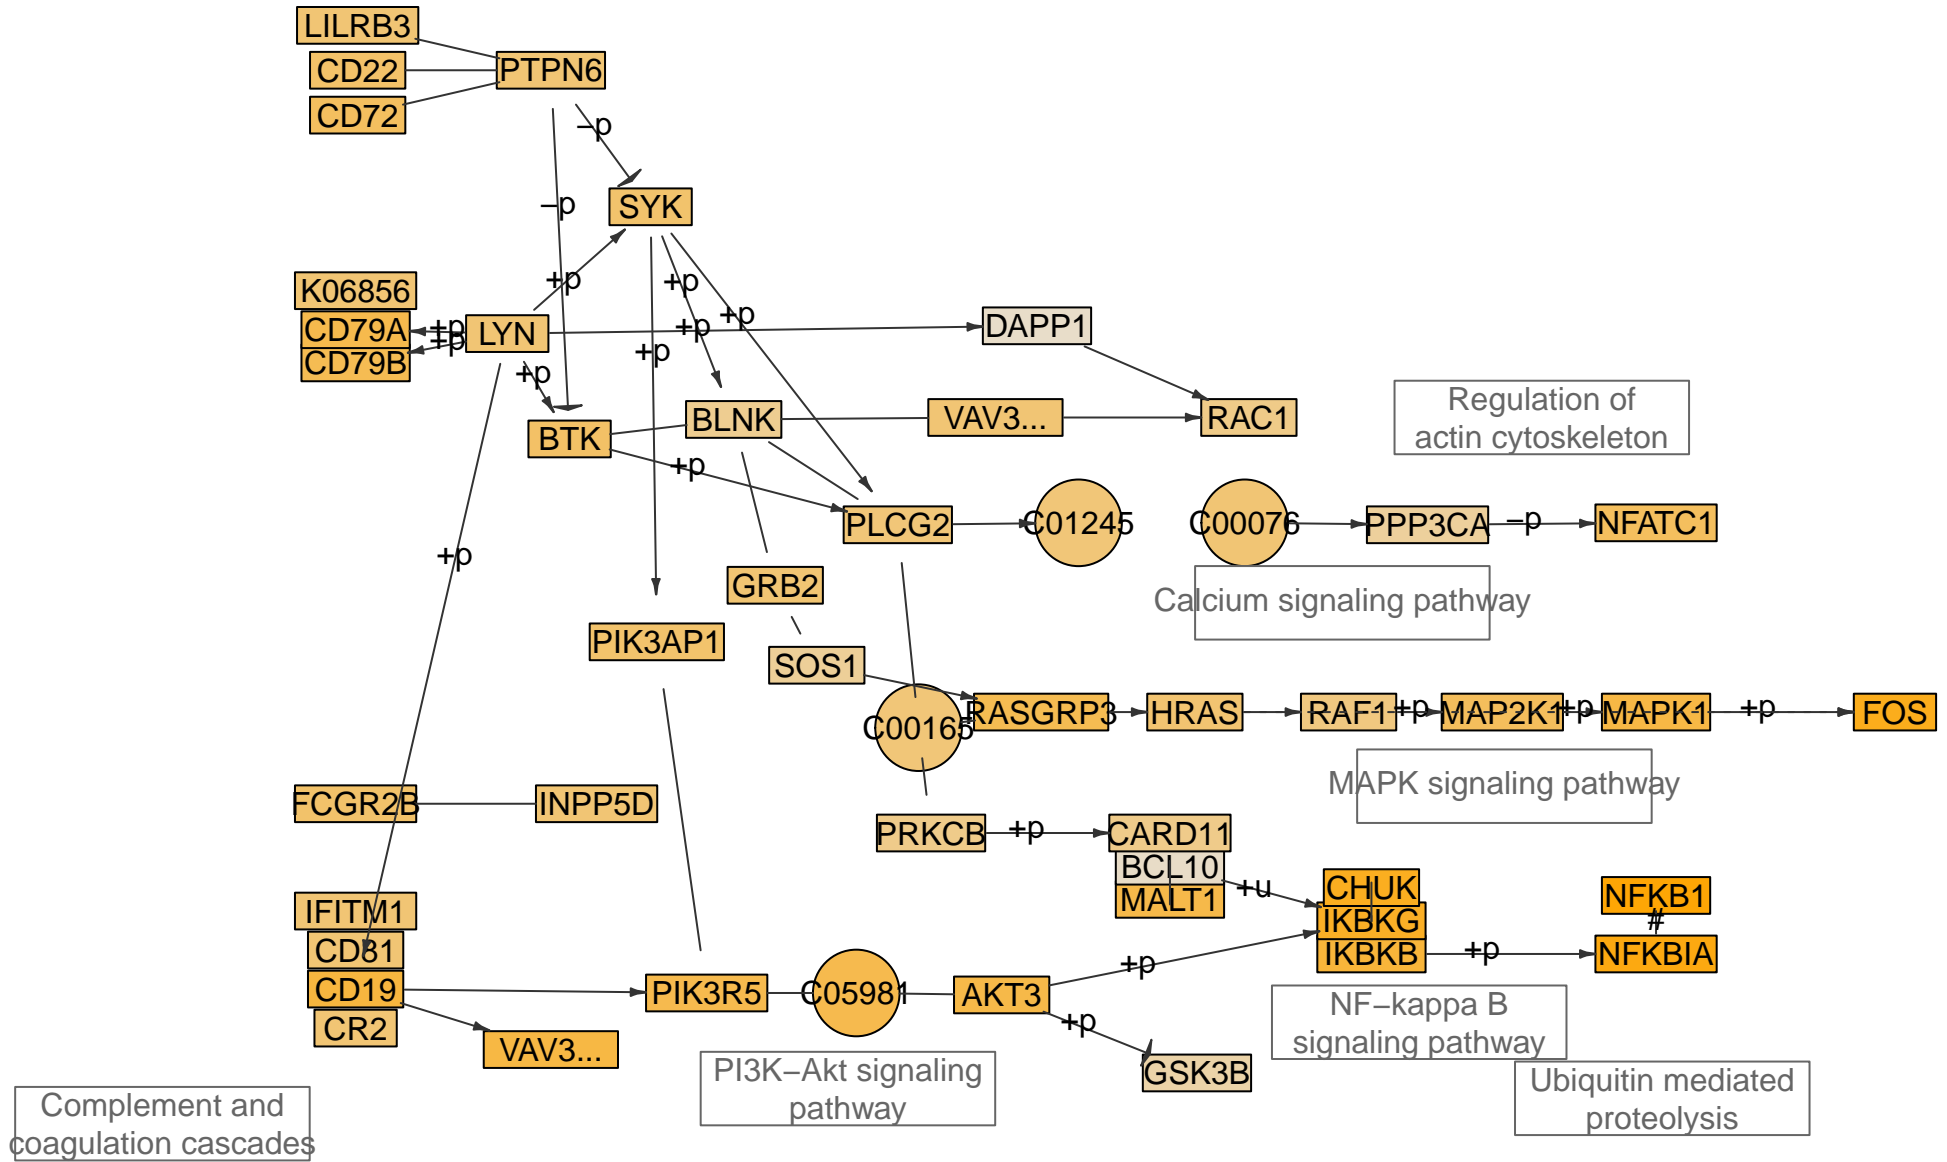 LILRB3
CD22
PTPN6
CD72
–p
SYK
–p
+p
+p
K06856
CD79A
+p
LYN
+p
+p
DAPP1
CD79B
+p
+p
+p
BTK
BLNK
VAV3...
RAC1
Regulation of
actin cytoskeleton
+p
PLCG2
C01245
C00076
PPP3CA
–p
NFATC1
+p
GRB2
Calcium signaling pathway
PIK3AP1
SOS1
C00165
RASGRP3
HRAS
RAF1
+p
MAP2K1
+p
MAPK1
+p
FOS
MAPK signaling pathway
FCGR2B
INPP5D
PRKCB
+p
CARD11
BCL10
MALT1
+u
CHUK
IKBKG
IKBKB
NFKB1
#
NFKBIA
+p
IFITM1
CD81
CD19
CR2
PIK3R5
C05981
AKT3
+p
+p
VAV3...
GSK3B
NF–kappa B
signaling pathway
PI3K–Akt signaling
pathway
Ubiquitin mediated
proteolysis
Complement and
coagulation cascades